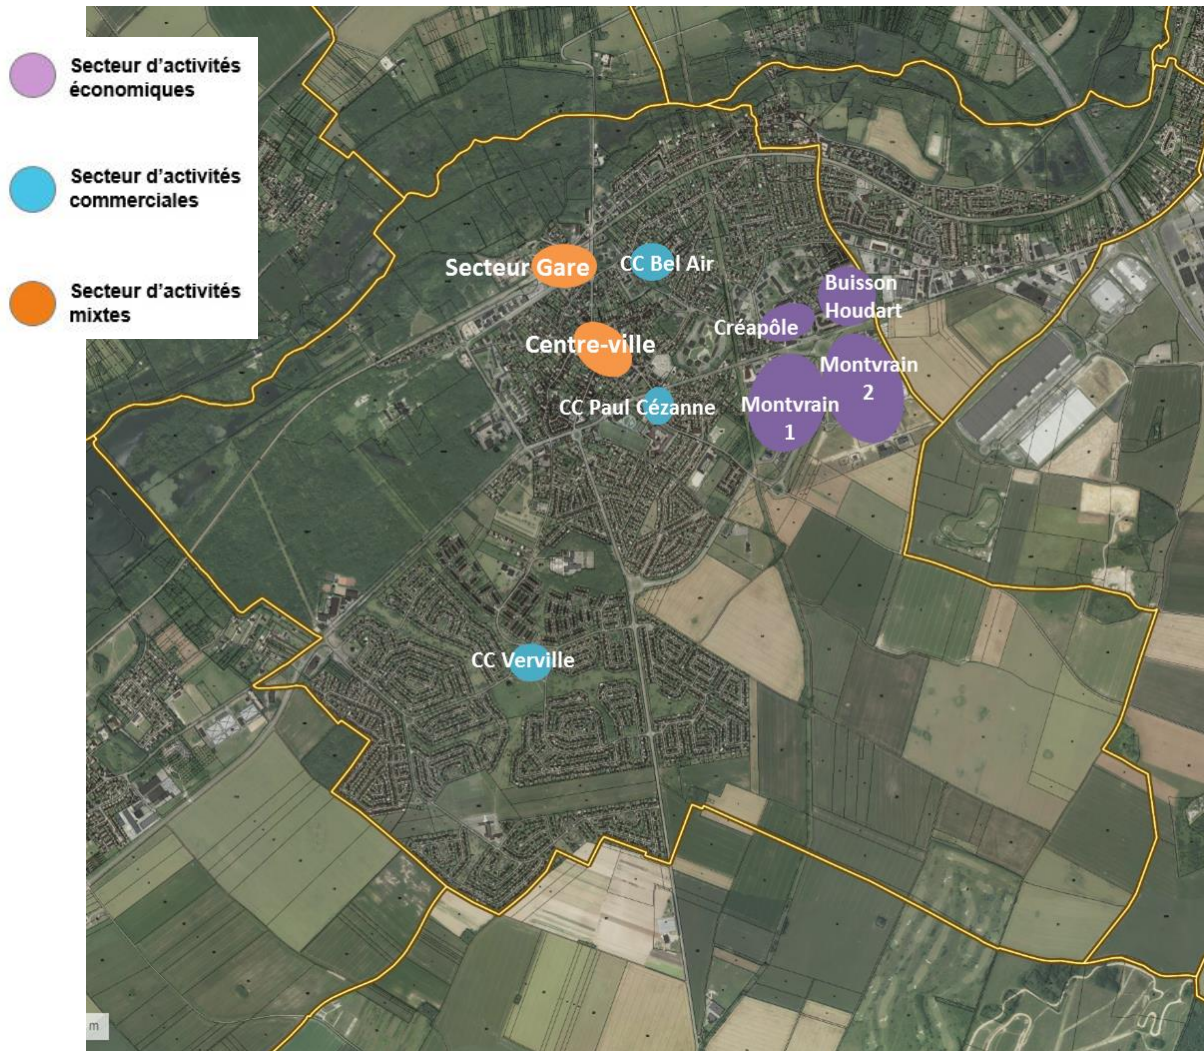 Secteur d’activités
économiques
Secteur d’activités
commerciales
Secteur d’activités
mixtes
Secteur Gare
CC Bel Air
Buisson
Houdart
Créapôle
Centre-ville
Montvrain
2
CC Paul Cézanne
Montvrain
1
CC Verville
m